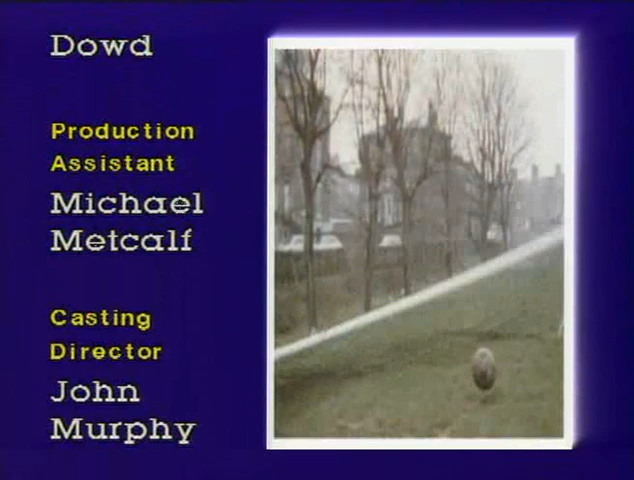 Dowd
Production
Assistant
Michael
Metcalf
Casting
Director
John
Murphy